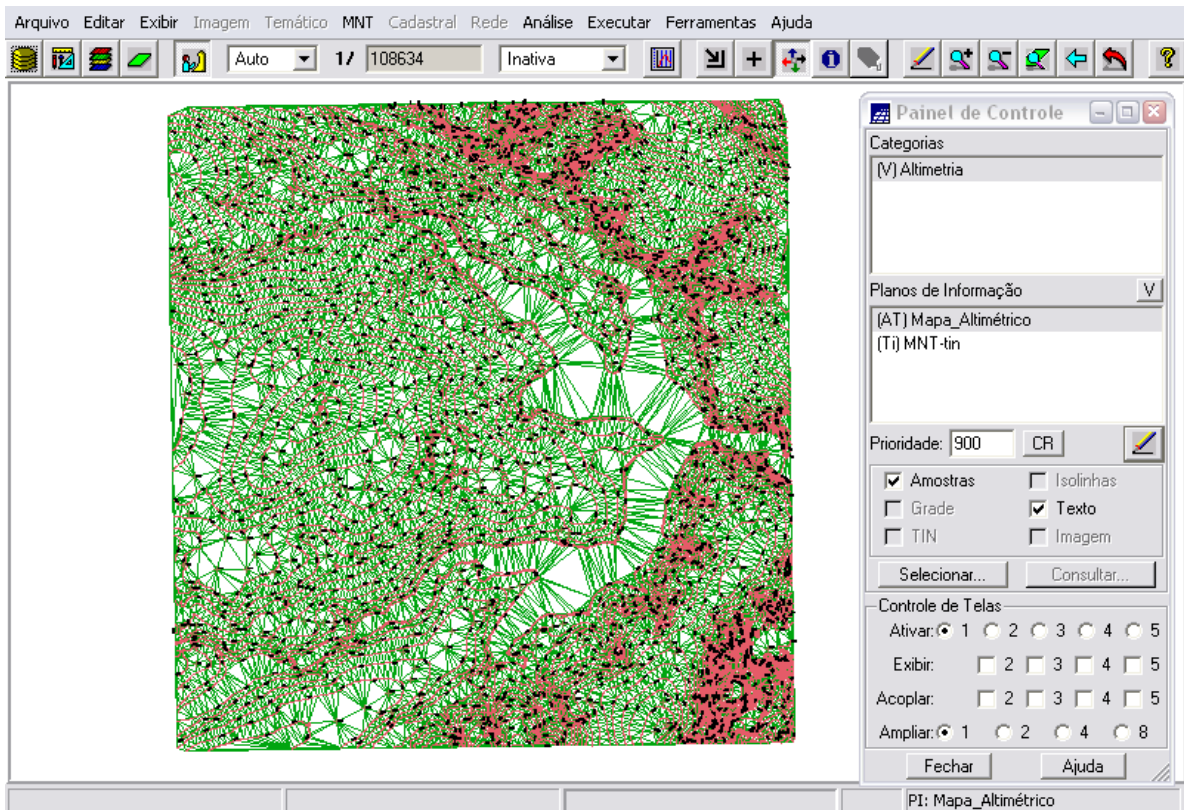 Arquivo Editar Exibir Imagem Temático MNT Cadastral Rede Análise Executar Ferramentas Ajuda
Auto 1/ 108634 Inativa
Painel de Controle
Categorias
(V) Altimetria
Planos de Informação V
(AT) Mapa_Altimétrico
(Ti) MNT-tin
Prioridade: 900 CR
Amostras Isolinhas
Grade Texto
TIN Imagem
Selecionar... Consultar...
Controle de Telas
Ativar: 1 2 3 4 5
Exibir: 2 3 4 5
Acoplar: 2 3 4 5
Ampliar: 1 2 4 8
Fechar Ajuda
PI: Mapa_Altimétrico